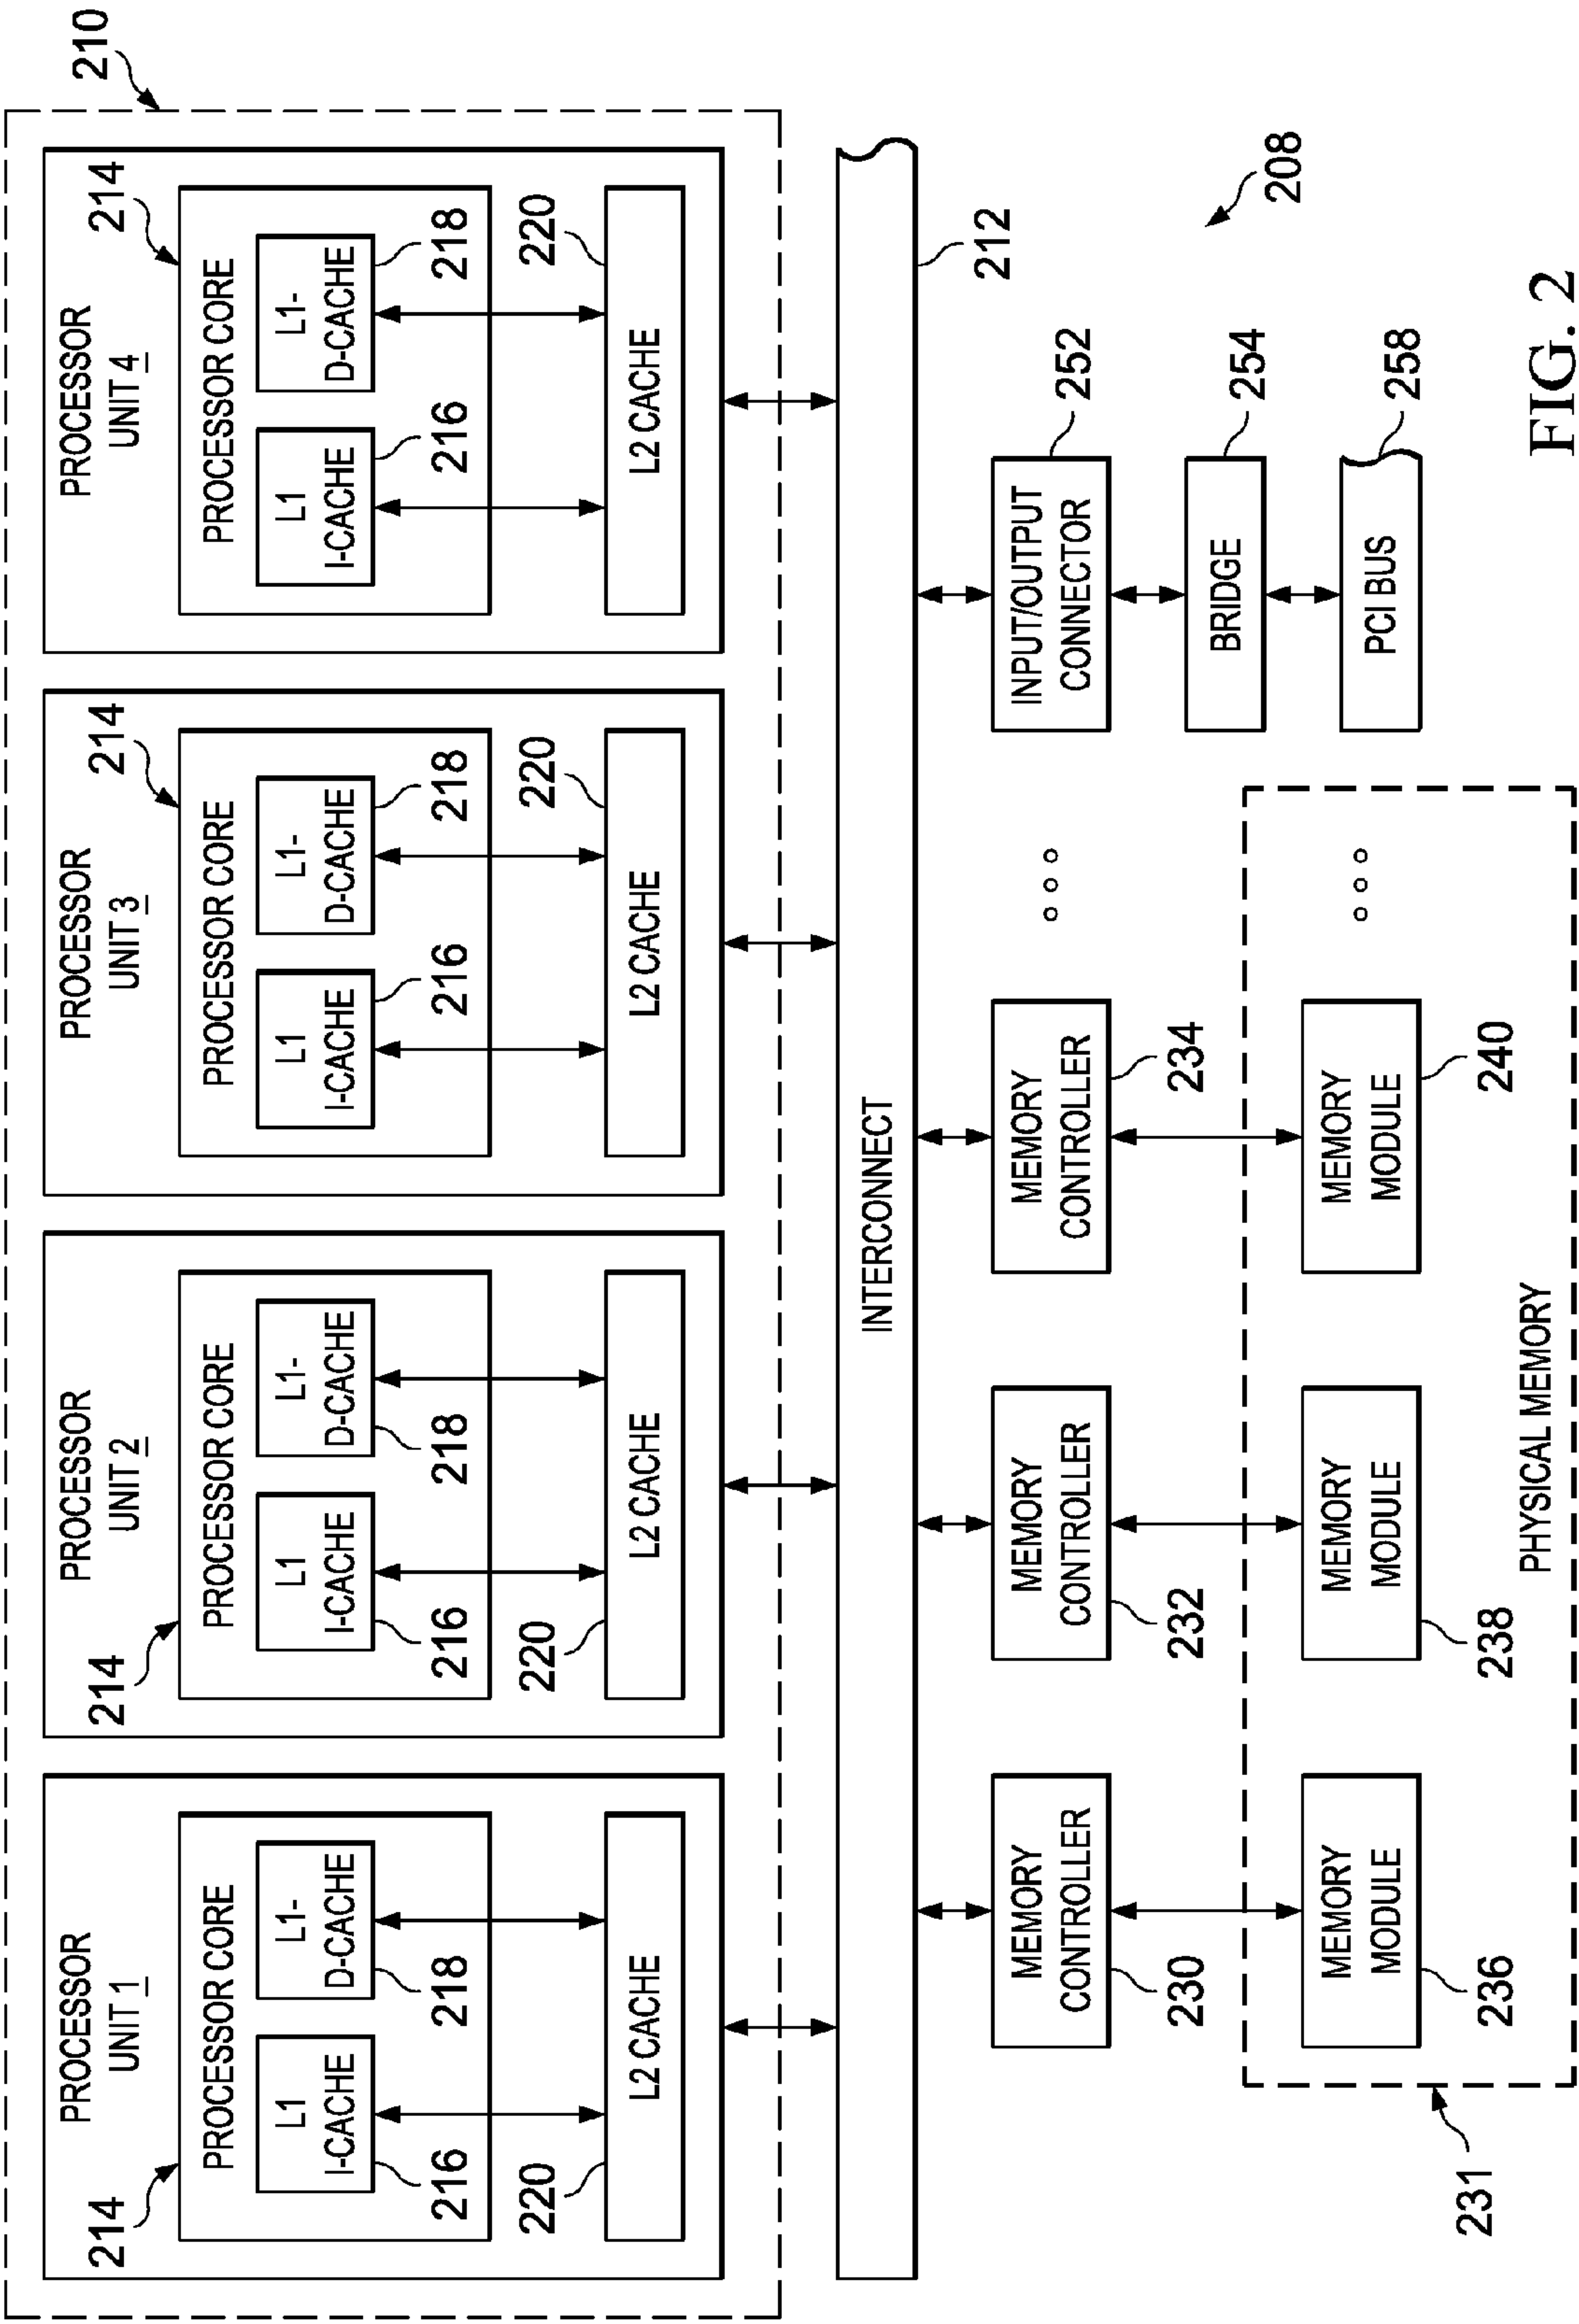 210
PROCESSOR
UNIT 1
214
PROCESSOR CORE
L1
I-CACHE
L1-
D-CACHE
216
218
220
L2 CACHE
PROCESSOR
UNIT 2
214
PROCESSOR CORE
L1
I-CACHE
L1-
D-CACHE
216
218
220
L2 CACHE
PROCESSOR
UNIT 3
214
PROCESSOR CORE
L1
I-CACHE
L1-
D-CACHE
216
218
220
L2 CACHE
PROCESSOR
UNIT 4
214
PROCESSOR CORE
L1
I-CACHE
L1-
D-CACHE
216
218
220
L2 CACHE
INTERCONNECT
212
MEMORY
CONTROLLER
230
MEMORY
CONTROLLER
232
MEMORY
CONTROLLER
234
INPUT/OUTPUT
CONNECTOR
252
208
BRIDGE
254
MEMORY
MODULE
236
MEMORY
MODULE
238
MEMORY
MODULE
240
PCI BUS
258
231
PHYSICAL MEMORY
FIG. 2